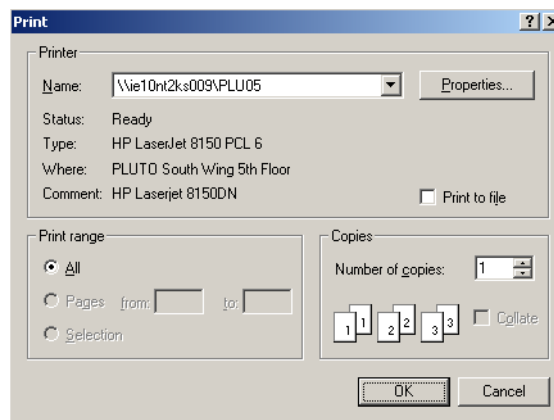 Print
Printer
Name: \\ie10nt2ks009\PLU05 Properties...
Status: Ready
Type: HP LaserJet 8150 PCL 6
Where: PLUTO South Wing 5th Floor
Comment: HP Laserjet 8150DN Print to file
Print range Copies
All Number of copies: 1
Pages from: to: 1 1 2 2 3 3 Collate
Selection
OK Cancel